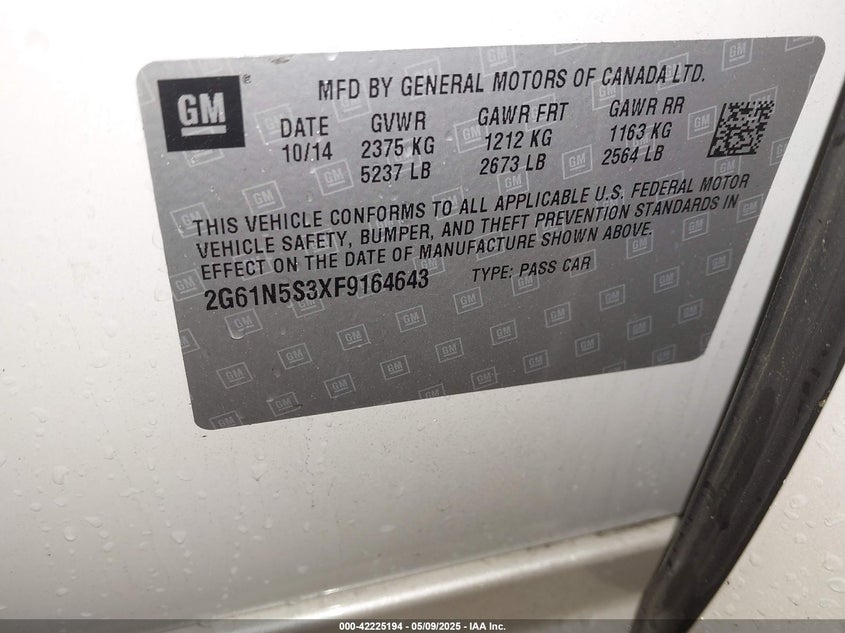 GM
MFD BY GENERAL MOTORS OF CANADA LTD.
DATE GVWR GAWR FRT GAWR RR
10/14 2375 KG 1212 KG 1163 KG
5237 LB 2673 LB 2564 LB
THIS VEHICLE CONFORMS TO ALL APPLICABLE U.S. FEDERAL MOTOR
VEHICLE SAFETY, BUMPER, AND THEFT PREVENTION STANDARDS IN
EFFECT ON THE DATE OF MANUFACTURE SHOWN ABOVE.
2G61N5S3XF9164643 TYPE: PASS CAR
000-42225194 - 05/09/2025 - IAA Inc.